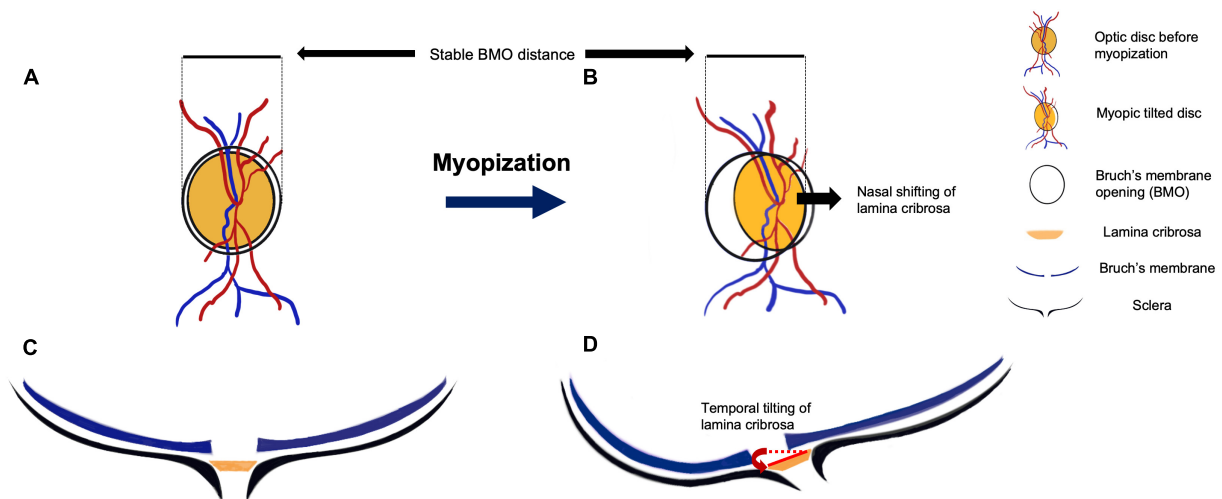 Stable BMO distance
A
B
Myopization
Nasal shifting of
lamina cribrosa
Optic disc before
myopization
Myopic tilted disc
Bruch's membrane
opening (BMO)
Lamina cribrosa
Bruch's membrane
Sclera
C
D
Temporal tilting of
lamina cribrosa